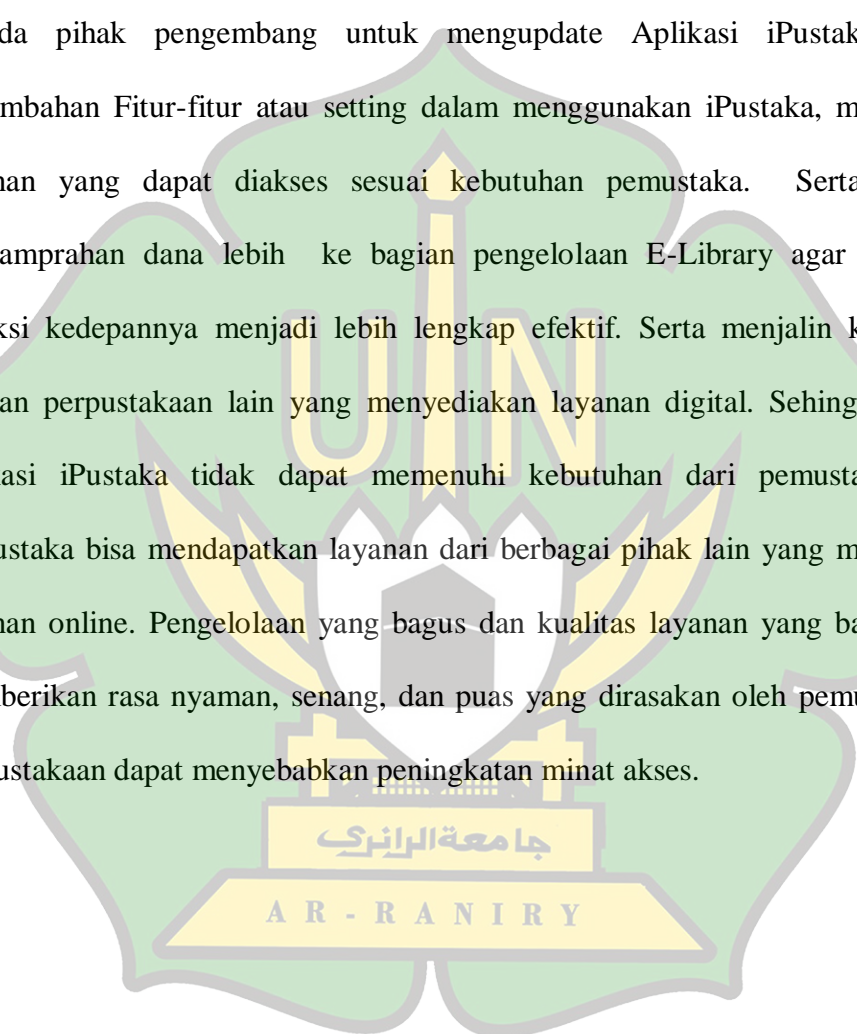 da pihak pengembang untuk mengupdate Aplikasi iPustak
mbahan Fitur-fitur atau setting dalam menggunakan iPustaka, m
nan yang dapat diakses sesuai kebutuhan pemustaka. Serta
amprahan dana lebih ke bagian pengelolaan E-Library agar
ksi kedepannya menjadi lebih lengkap efektif. Serta menjalin k
an perpustakaan lain yang menyediakan layanan digital. Sehing
asi iPustaka tidak dapat memenuhi kebutuhan dari pemusta
ustaka bisa mendapatkan layanan dari berbagai pihak lain yang m
nan online. Pengelolaan yang bagus dan kualitas layanan yang ba
berikan rasa nyaman, senang, dan puas yang dirasakan oleh pemu
ustakaan dapat menyebabkan peningkatan minat akses.
UIN
جامعةالرانري
AR-RANIRY